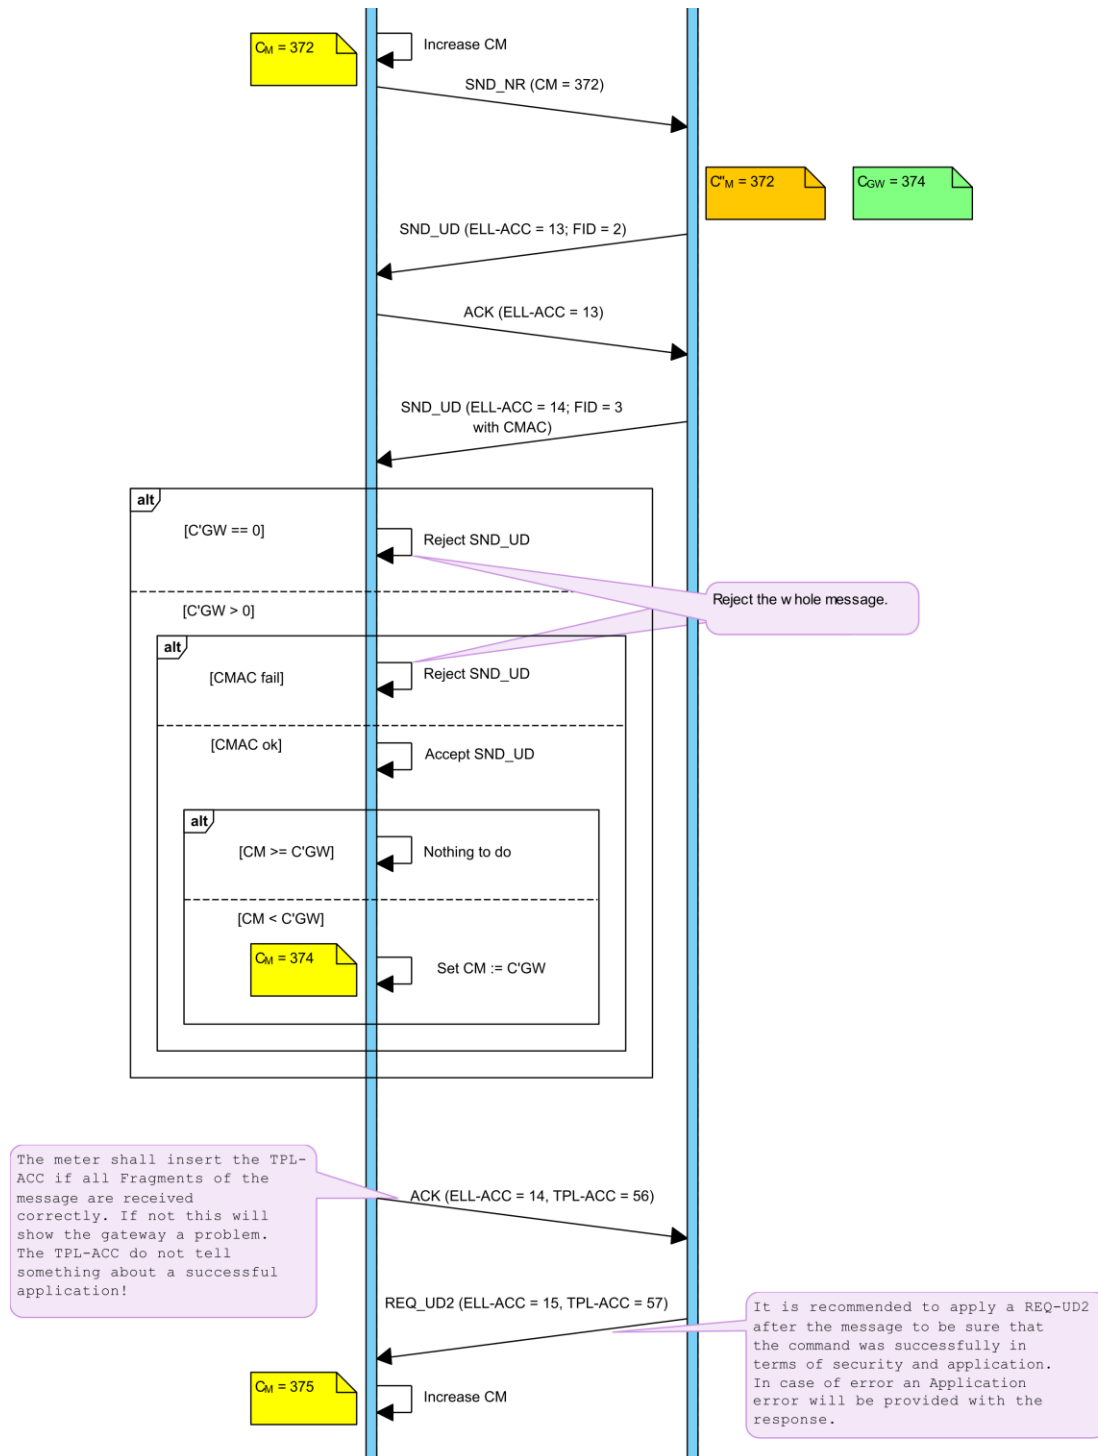 CM = 372
Increase CM
SND_NR (CM = 372)
C"M = 372
CGW = 374
SND_UD (ELL-ACC = 13; FID = 2)
ACK (ELL-ACC = 13)
SND_UD (ELL-ACC = 14; FID = 3
with CMAC)
alt
[C'GW == 0]
Reject SND_UD
Reject the whole message.
[C'GW > 0]
alt
[CMAC fail]
Reject SND_UD
[CMAC ok]
Accept SND_UD
alt
[CM >= C'GW]
Nothing to do
[CM < C'GW]
CM = 374
Set CM := C'GW
The meter shall insert the TPL-
ACC if all Fragments of the
message are received
correctly. If not this will
show the gateway a problem.
The TPL-ACC do not tell
something about a successful
application!
ACK (ELL-ACC = 14, TPL-ACC = 56)
REQ_UD2 (ELL-ACC = 15, TPL-ACC = 57)
It is recommended to apply a REQ-UD2
after the message to be sure that
the command was successfully in
terms of security and application.
In case of error an Application
error will be provided with the
response.
CM = 375
Increase CM